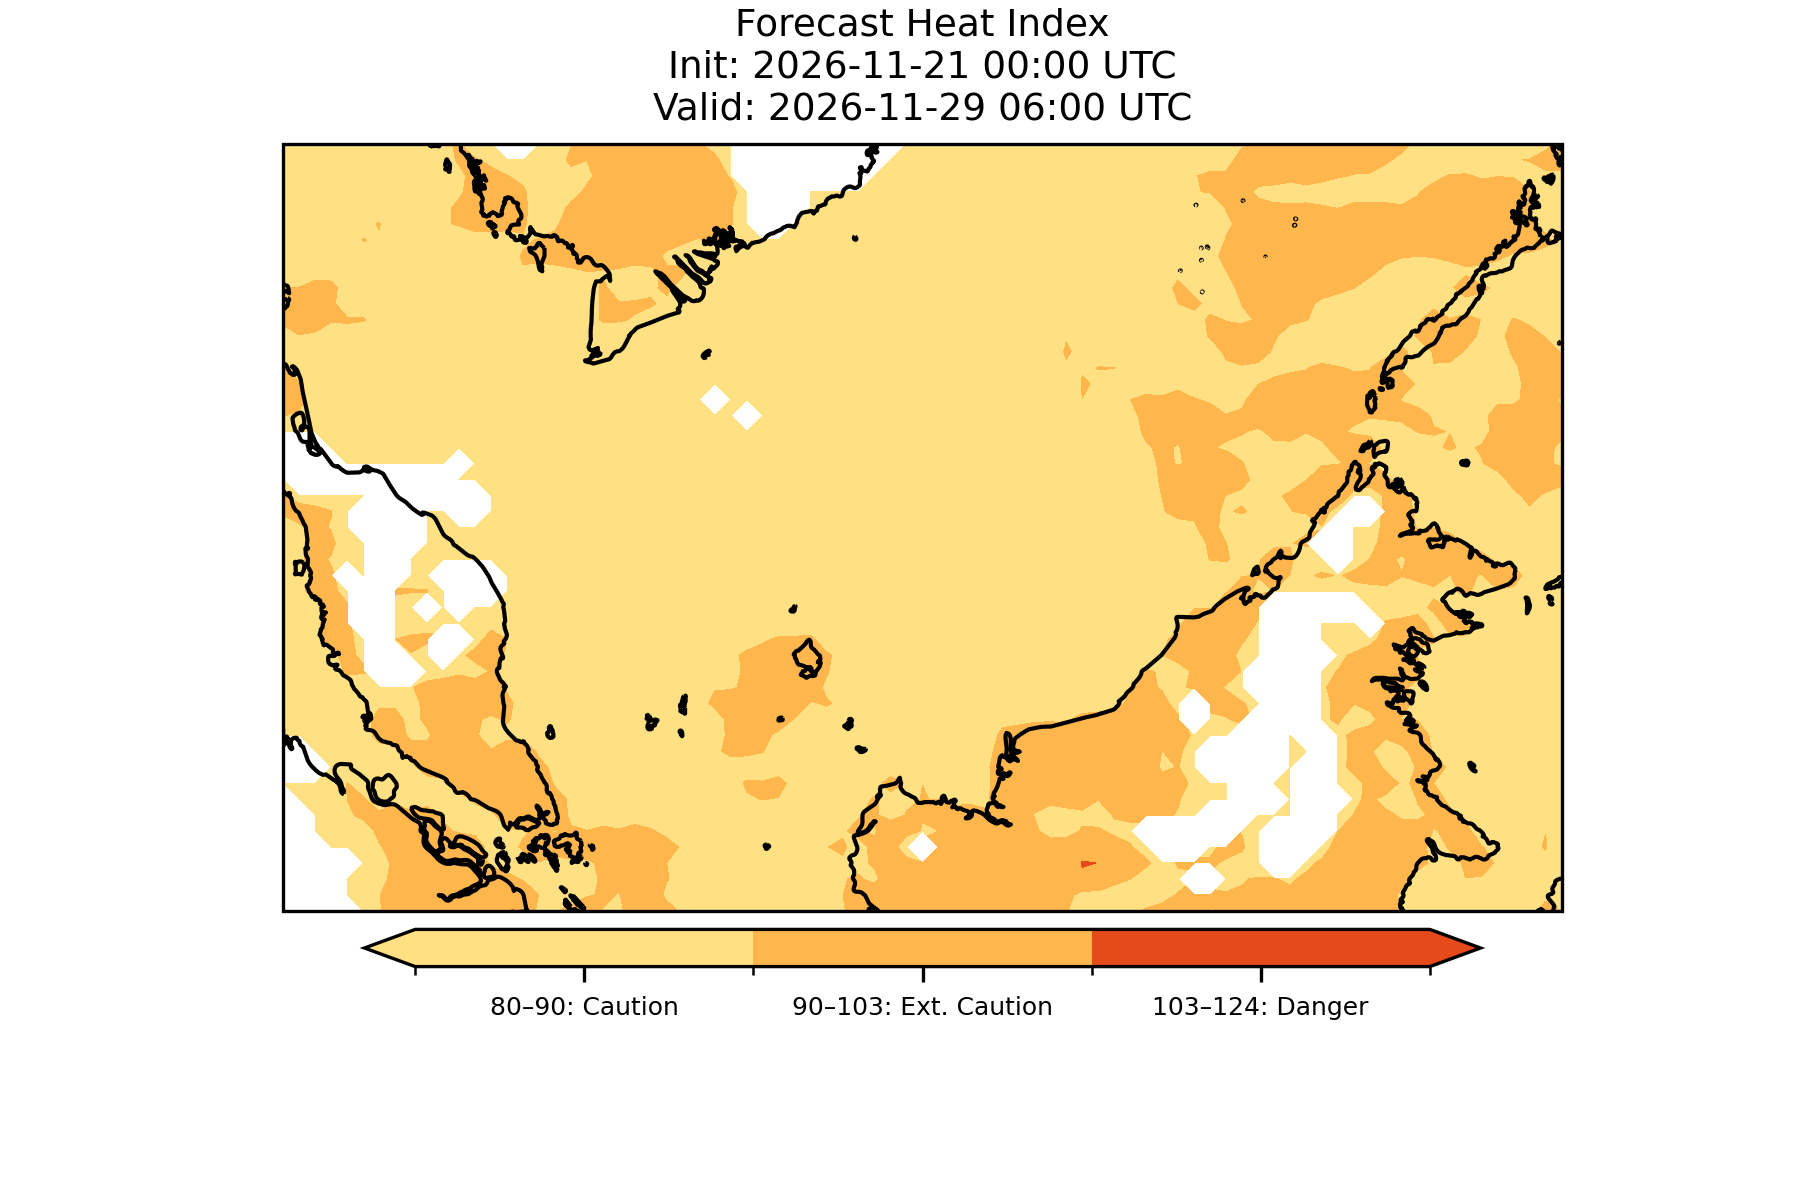 Forecast Heat Index
Init: 2026-11-21 00:00 UTC
Valid: 2026-11-29 06:00 UTC
80–90: Caution
90–103: Ext. Caution
103–124: Danger